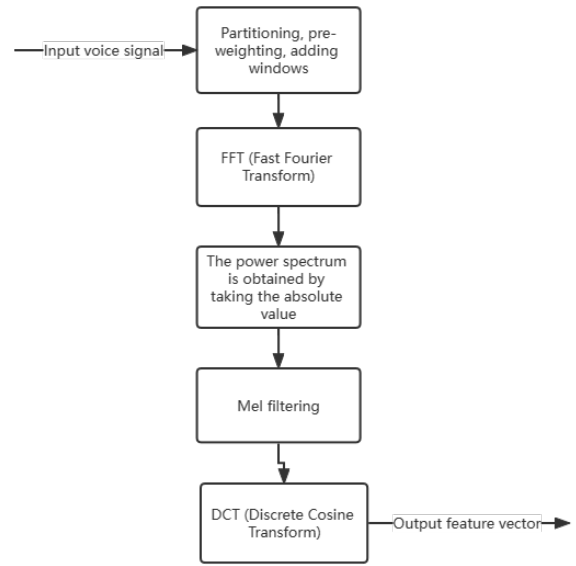 Input voice signal
Partitioning, pre-
weighting, adding
windows
FFT (Fast Fourier
Transform)
The power spectrum
is obtained by
taking the absolute
value
Mel filtering
DCT (Discrete Cosine
Transform)
Output feature vector